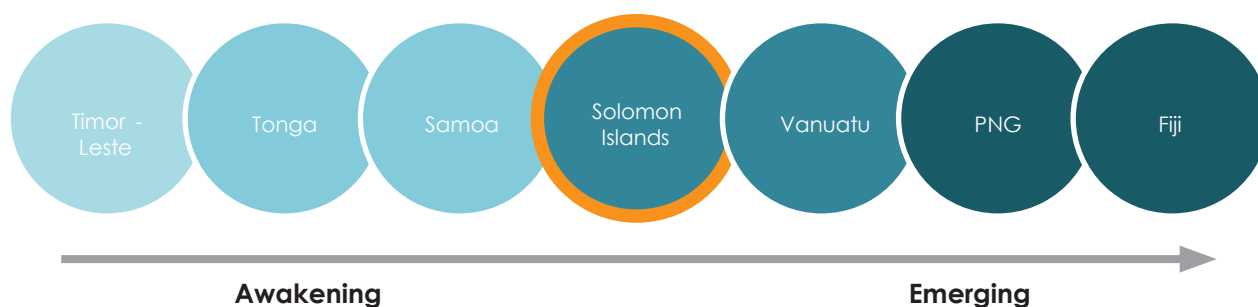 Timor -
Leste
Tonga
Samoa
Solomon
Islands
Vanuatu
PNG
Fiji
Awakening
Emerging